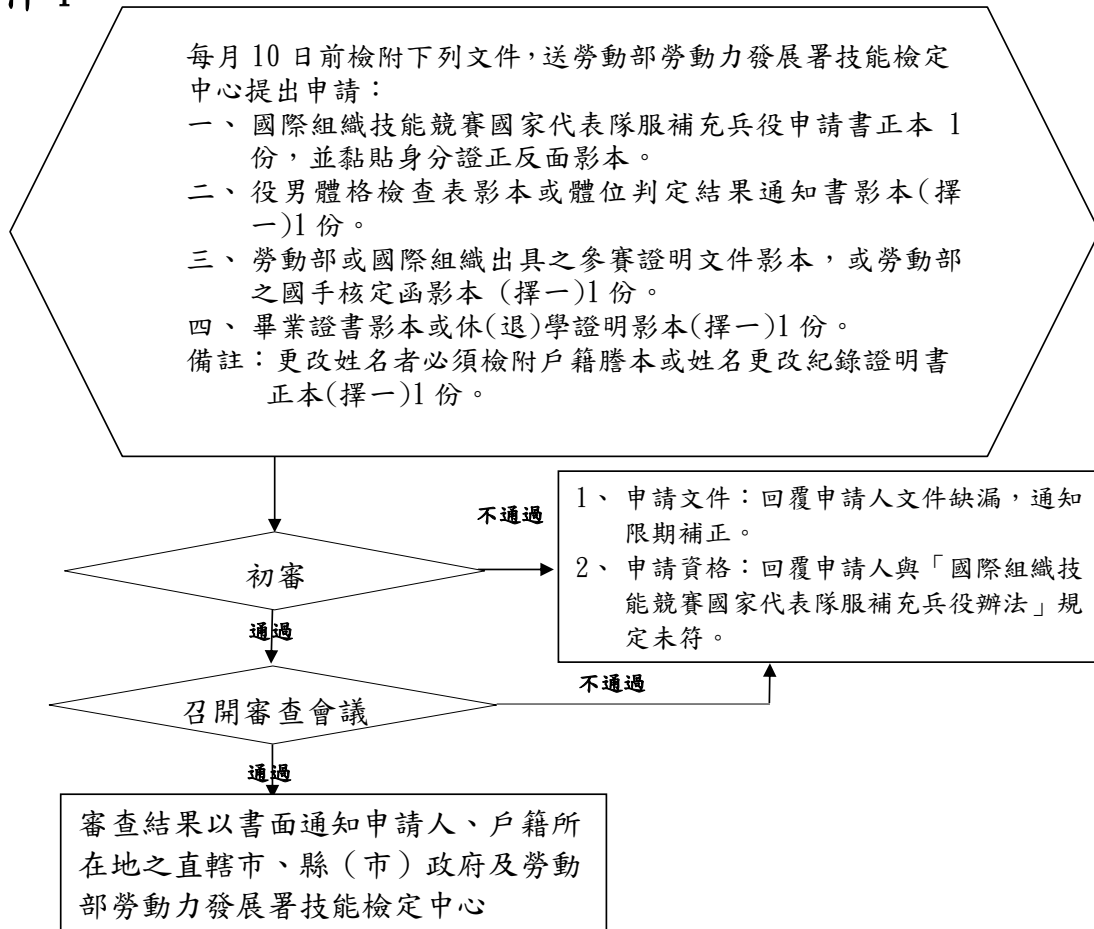 件 1
每月 10 日前檢附下列文件，送勞動部勞動力發展署技能檢定
中心提出申請：
一、 國際組織技能競賽國家代表隊服補充兵役申請書正本 1
份，並黏貼身分證正反面影本。
二、 役男體格檢查表影本或體位判定結果通知書影本(擇
一)1 份。
三、 勞動部或國際組織出具之參賽證明文件影本，或勞動部
之國手核定函影本 (擇一)1 份。
四、 畢業證書影本或休(退)學證明影本(擇一)1 份。
備註：更改姓名者必須檢附戶籍謄本或姓名更改紀錄證明書
正本(擇一)1 份。
初審
不通過
1、 申請文件：回覆申請人文件缺漏，通知
限期補正。
2、 申請資格：回覆申請人與「國際組織技
能競賽國家代表隊服補充兵役辦法」規
定未符。
通過
召開審查會議
不通過
通過
審查結果以書面通知申請人、戶籍所
在地之直轄市、縣（市）政府及勞動
部勞動力發展署技能檢定中心